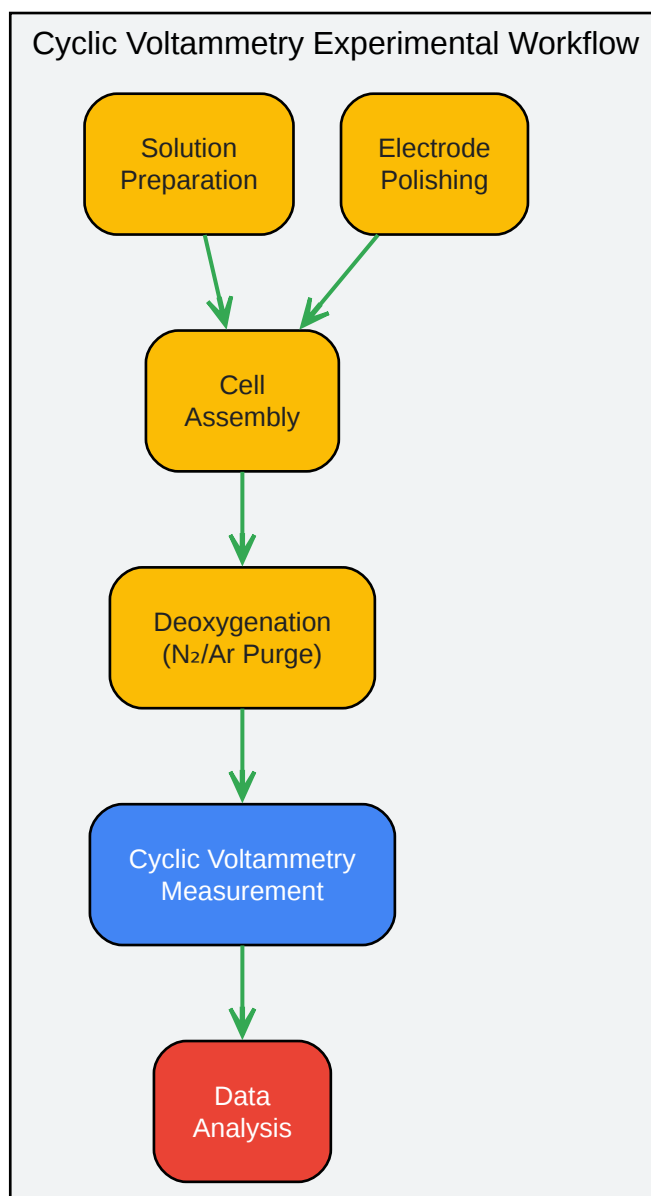 Cyclic Voltammetry Experimental Workflow
Solution
Preparation
Electrode
Polishing
Cell
Assembly
Deoxygenation
(N₂/Ar Purge)
Cyclic Voltammetry
Measurement
Data
Analysis